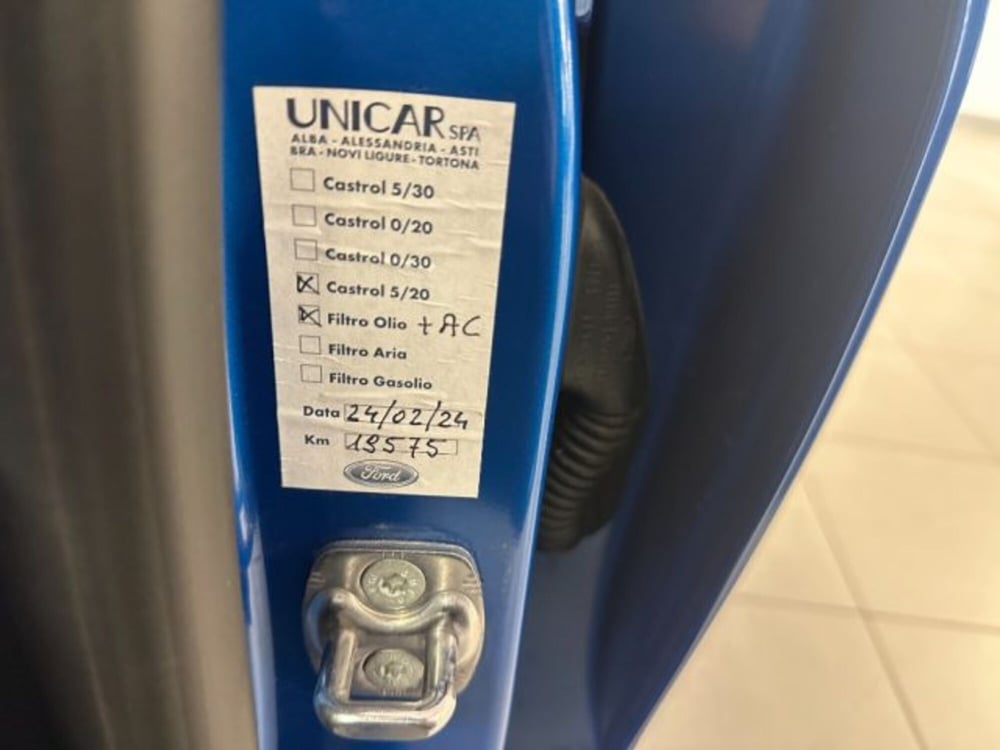 UNICAR SPA
ALBA - ALESSANDRIA - ASTI
BRA - NOVI LIGURE - TORTONA
Castrol 5/30
Castrol 0/20
Castrol 0/30
Castrol 5/20
Filtro Olio + AC
Filtro Aria
Filtro Gasolio
Data 24/02/24
Km 19575
Ford